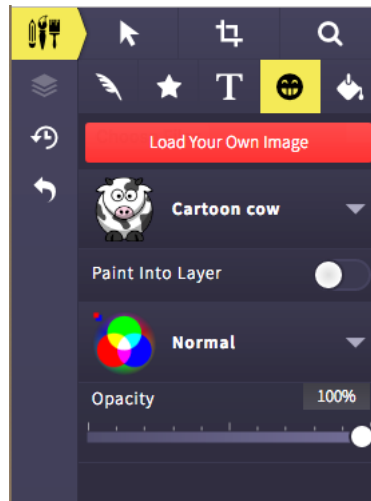 T
Load Your Own Image
Cartoon cow
Paint Into Layer
Normal
Opacity 100%